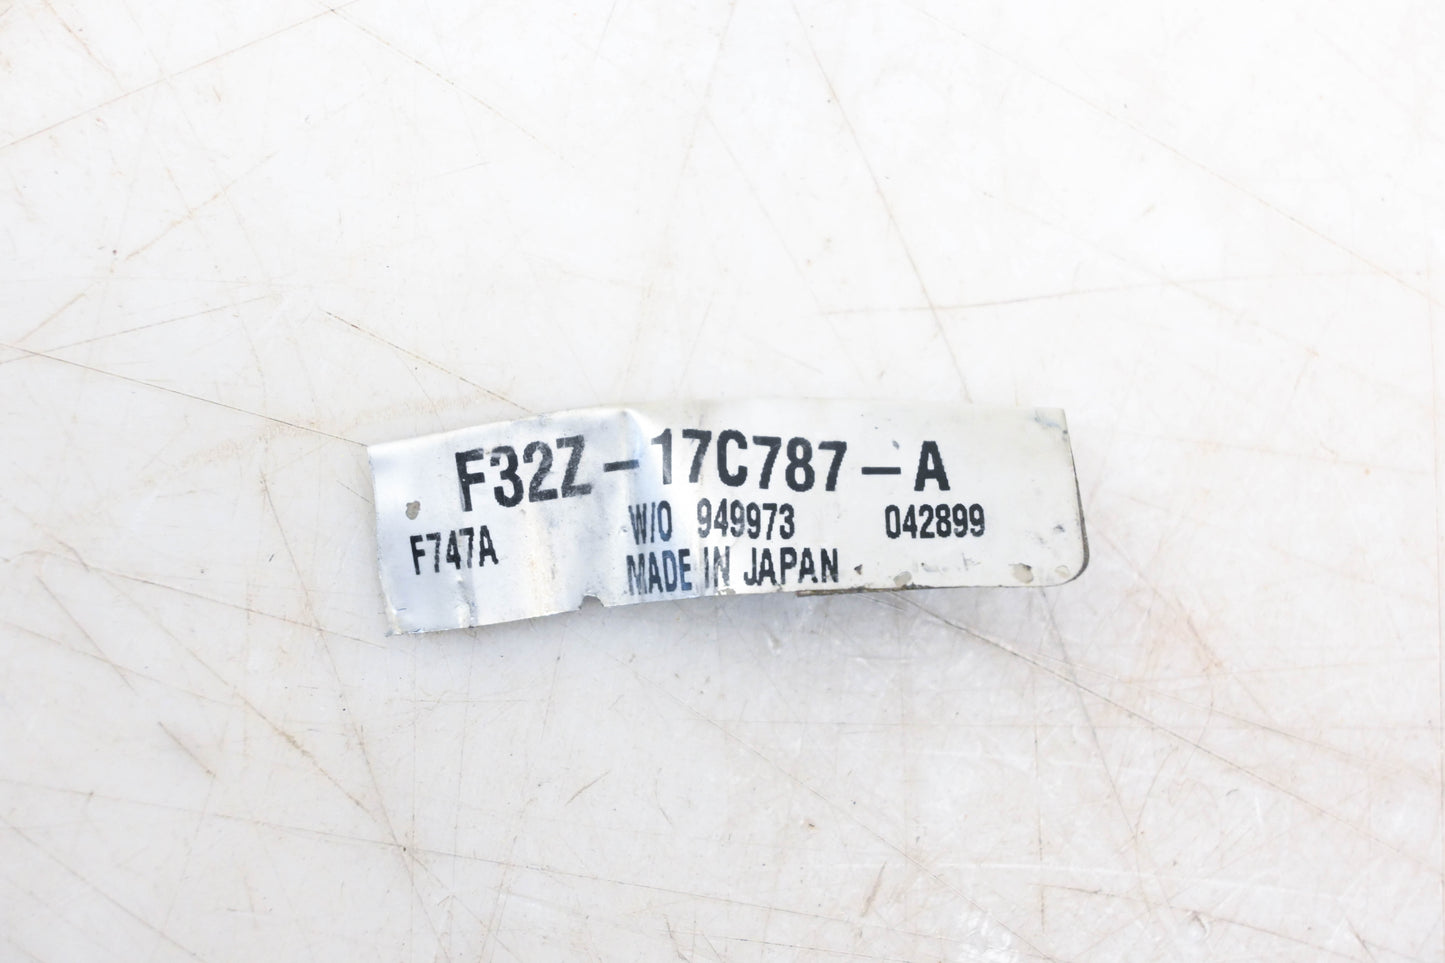 F32Z-17C787-A
F747A W/O 949973 042899
MADE IN JAPAN